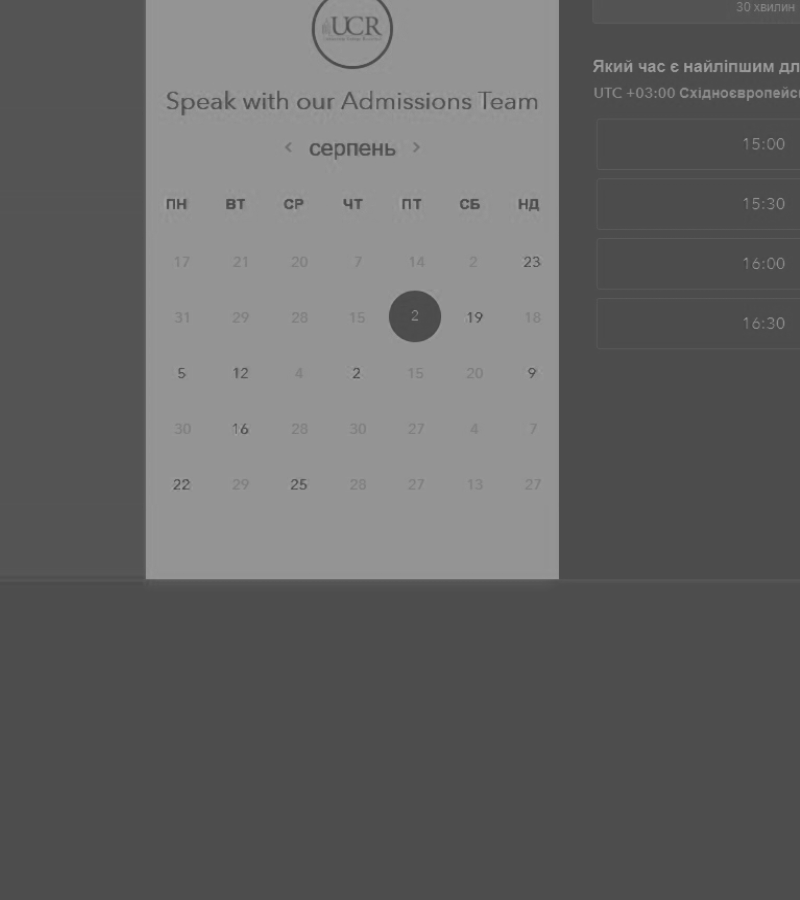 UCR
Speak with our Admissions Team
‹ серпень ›
ПН ВТ СР ЧТ ПТ СБ НД
17 21 20 7 14 2 23
31 29 28 15 2 19 18
5 12 4 2 15 20 9
30 16 28 30 27 4 7
22 29 25 28 27 13 27
30 хвилин
Який час є найліпшим дл
UTC +03:00 Східноєвропейс
15:00
15:30
16:00
16:30